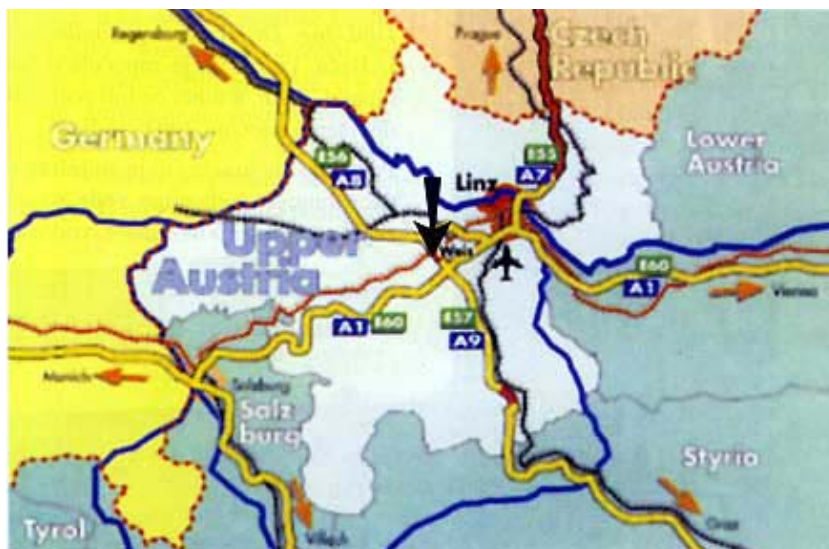 Regensburg
Prague
Czech
Republic
Germany
Lower
Austria
E56
A8
E55
A7
Linz
Upper
Austria
Wels
E60
A1
Vienna
A1
E60
E57
A9
Munich
Salzburg
Salz
burg
Styria
Tyrol
Villach
Graz